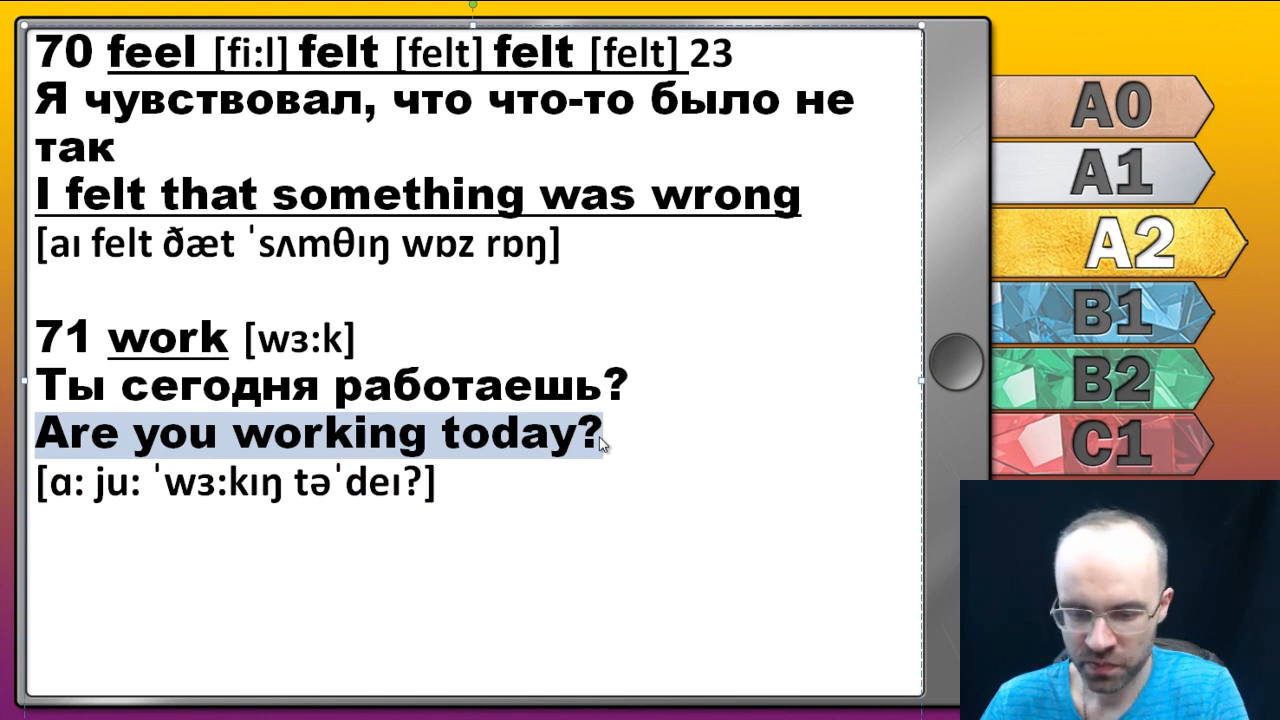 70 feel [fi:l] felt [felt] felt [felt] 23
Я чувствовал, что что-то было не
так
I felt that something was wrong
[aɪ felt ðæt ˈsʌmθɪŋ wɒz rɒŋ]
71 work [wɜ:k]
Ты сегодня работаешь?
Are you working today?
[ɑ: ju: ˈwɜ:kɪŋ təˈdeɪ?]
A0
A1
A2
B1
B2
C1